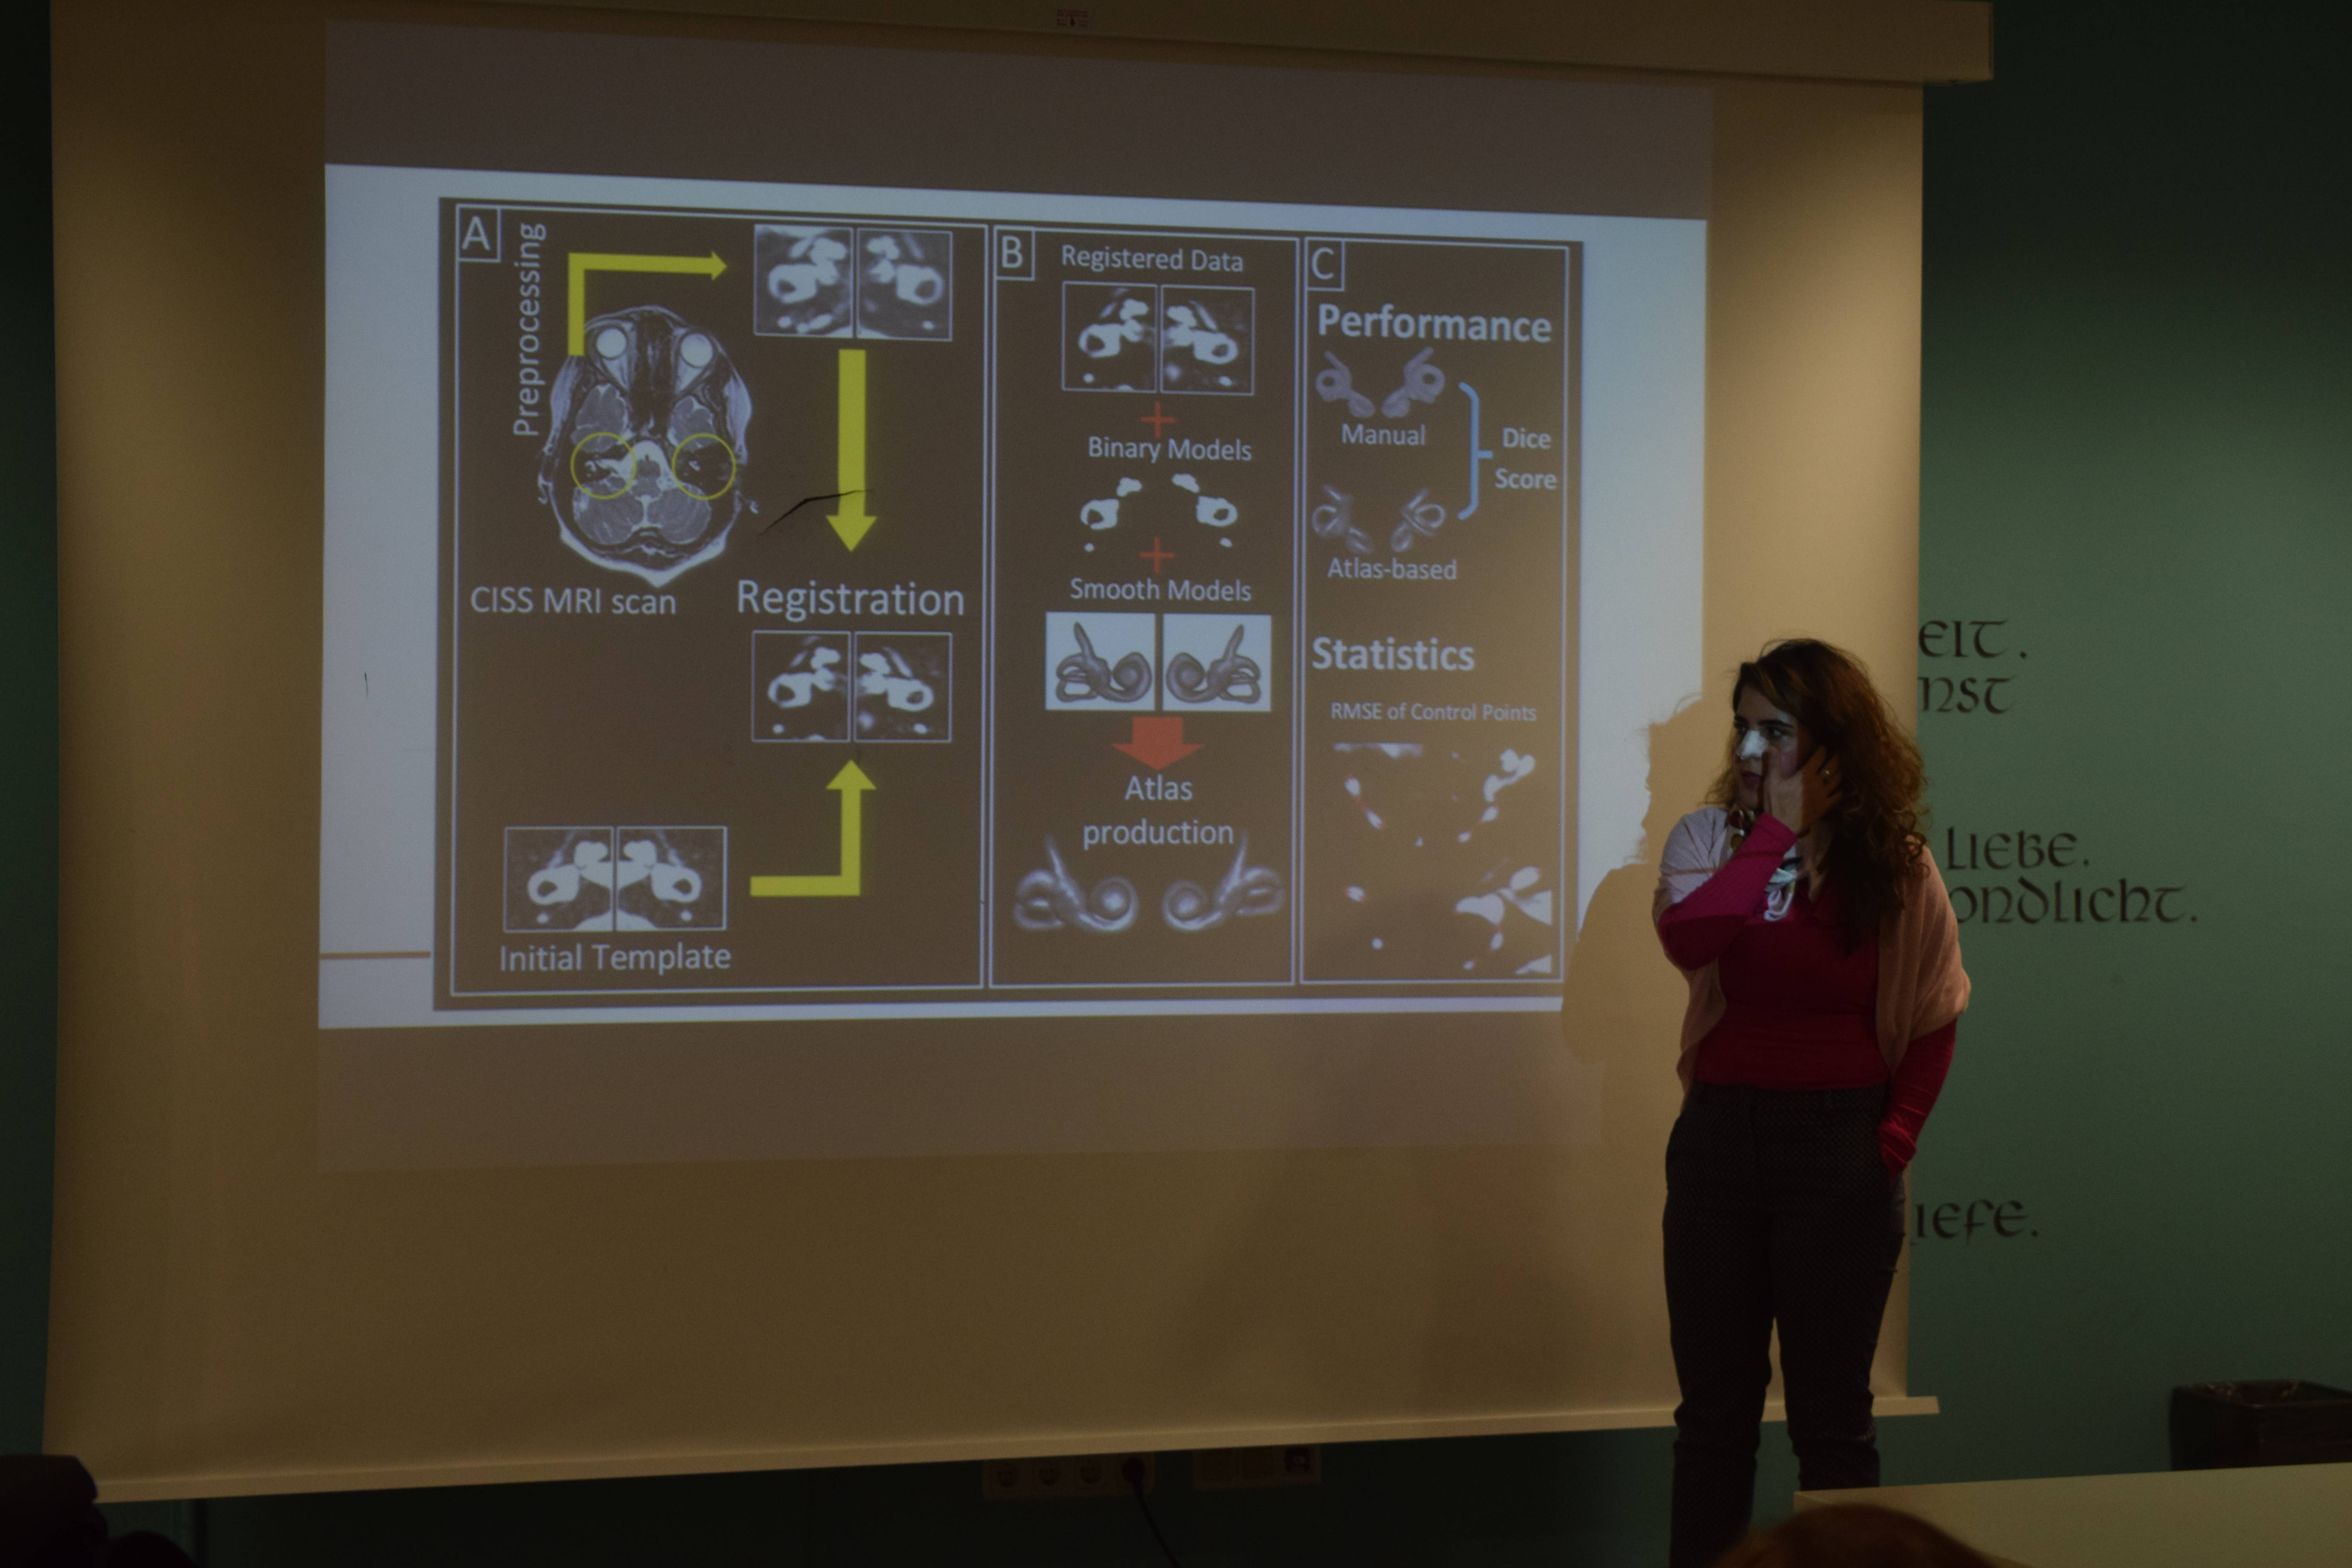 A
Preprocessing
CISS MRI scan
Registration
Initial Template
B
Registered Data
+
Binary Models
+
Smooth Models
Atlas
production
C
Performance
Manual
Dice
Score
Atlas-based
Statistics
RMSE of Control Points
EIT.
NST
LIEBE.
ONDLICHT.
IEFE.